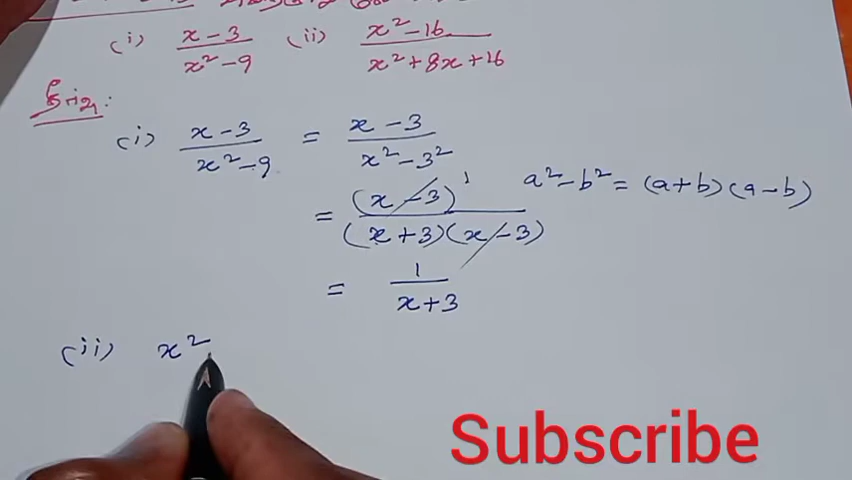 (i) x-3/x²-9 (ii) x²-16/x²+8x+16
தீர்வு:
(i) x-3/x²-9 = x-3/x²-3²
= (x-3)¹/(x+3)(x-3) a²-b² = (a+b)(a-b)
= 1/x+3
(ii) x²
Subscribe